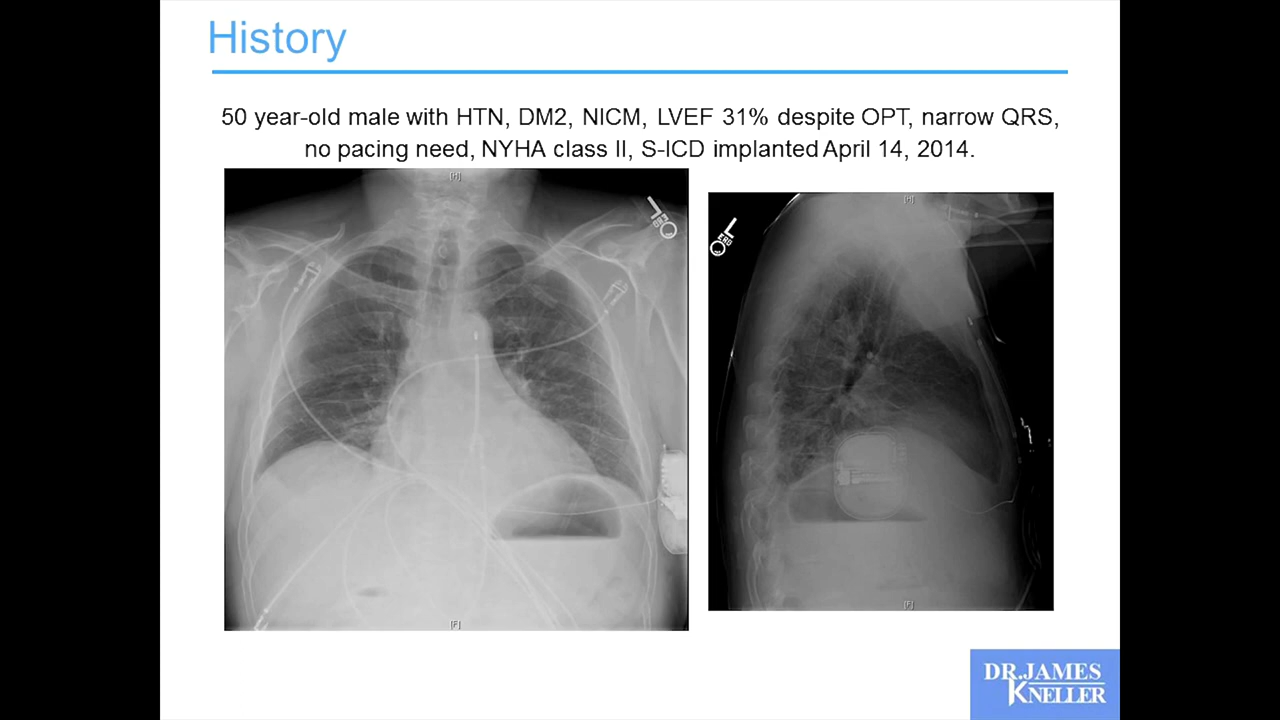 History
50 year-old male with HTN, DM2, NICM, LVEF 31% despite OPT, narrow QRS,
no pacing need, NYHA class II, S-ICD implanted April 14, 2014.
[H]
[H]
[F]
[F]
DR.JAMES
KNELLER